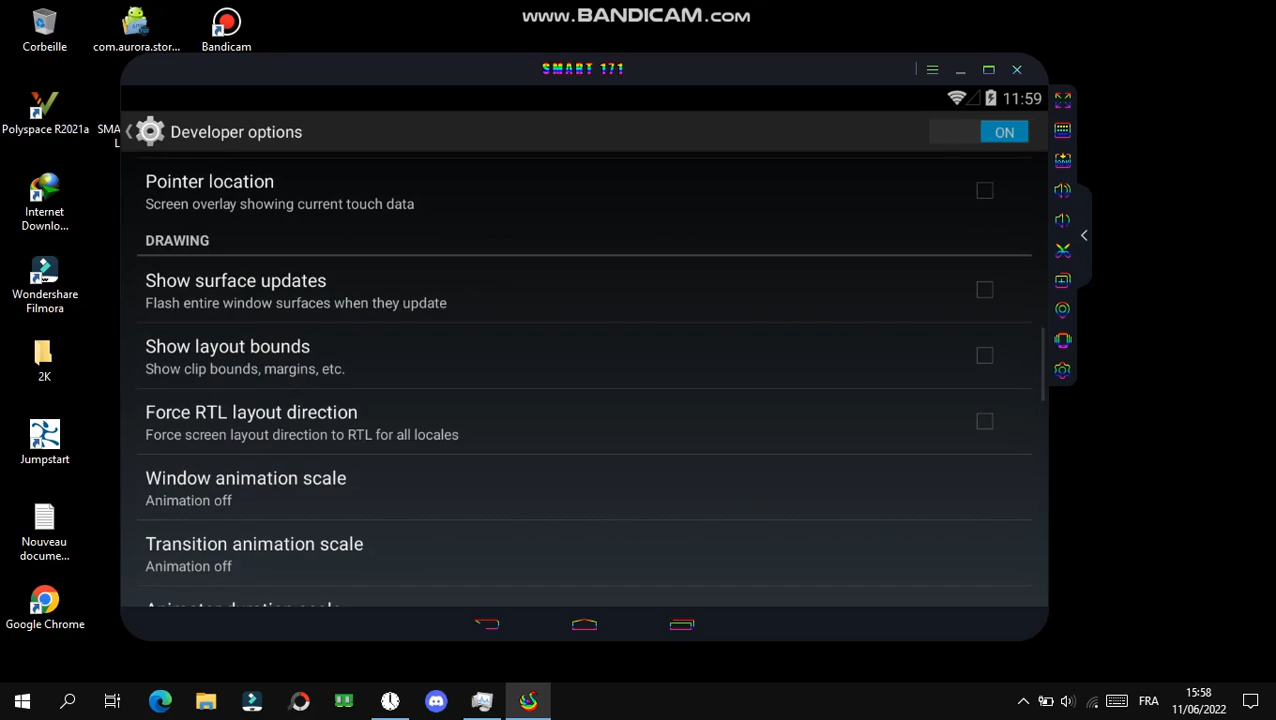 www.BANDICAM.com
Corbeille
com.aurora.stor...
Bandicam
SMART 171
11:59
Polyspace R2021a
SMA
Developer options
ON
Pointer location
Screen overlay showing current touch data
Internet
Downlo...
DRAWING
Show surface updates
Flash entire window surfaces when they update
Wondershare
Filmora
Show layout bounds
Show clip bounds, margins, etc.
2K
Force RTL layout direction
Force screen layout direction to RTL for all locales
Jumpstart
Window animation scale
Animation off
Nouveau
docume...
Transition animation scale
Animation off
Animator duration scale
Google Chrome
FRA
15:58
11/06/2022